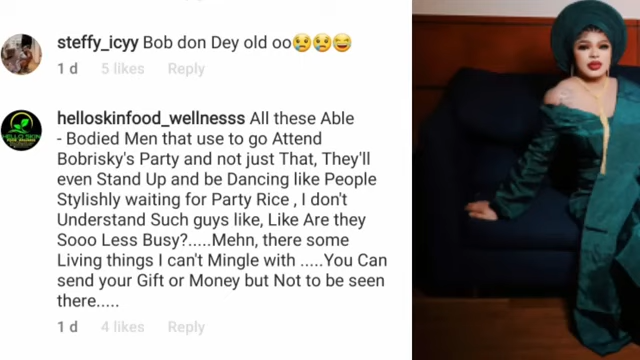 steffy_icyy Bob don Dey old oo😢😢😂
1 d 5 likes Reply
helloskinfood_wellnesss All these Able
- Bodied Men that use to go Attend
Bobrisky's Party and not just That, They'll
even Stand Up and be Dancing like People
Stylishly waiting for Party Rice , I don't
Understand Such guys like, Like Are they
Sooo Less Busy?.....Mehn, there some
Living things I can't Mingle with .....You Can
send your Gift or Money but Not to be seen
there.....
1 d 4 likes Reply